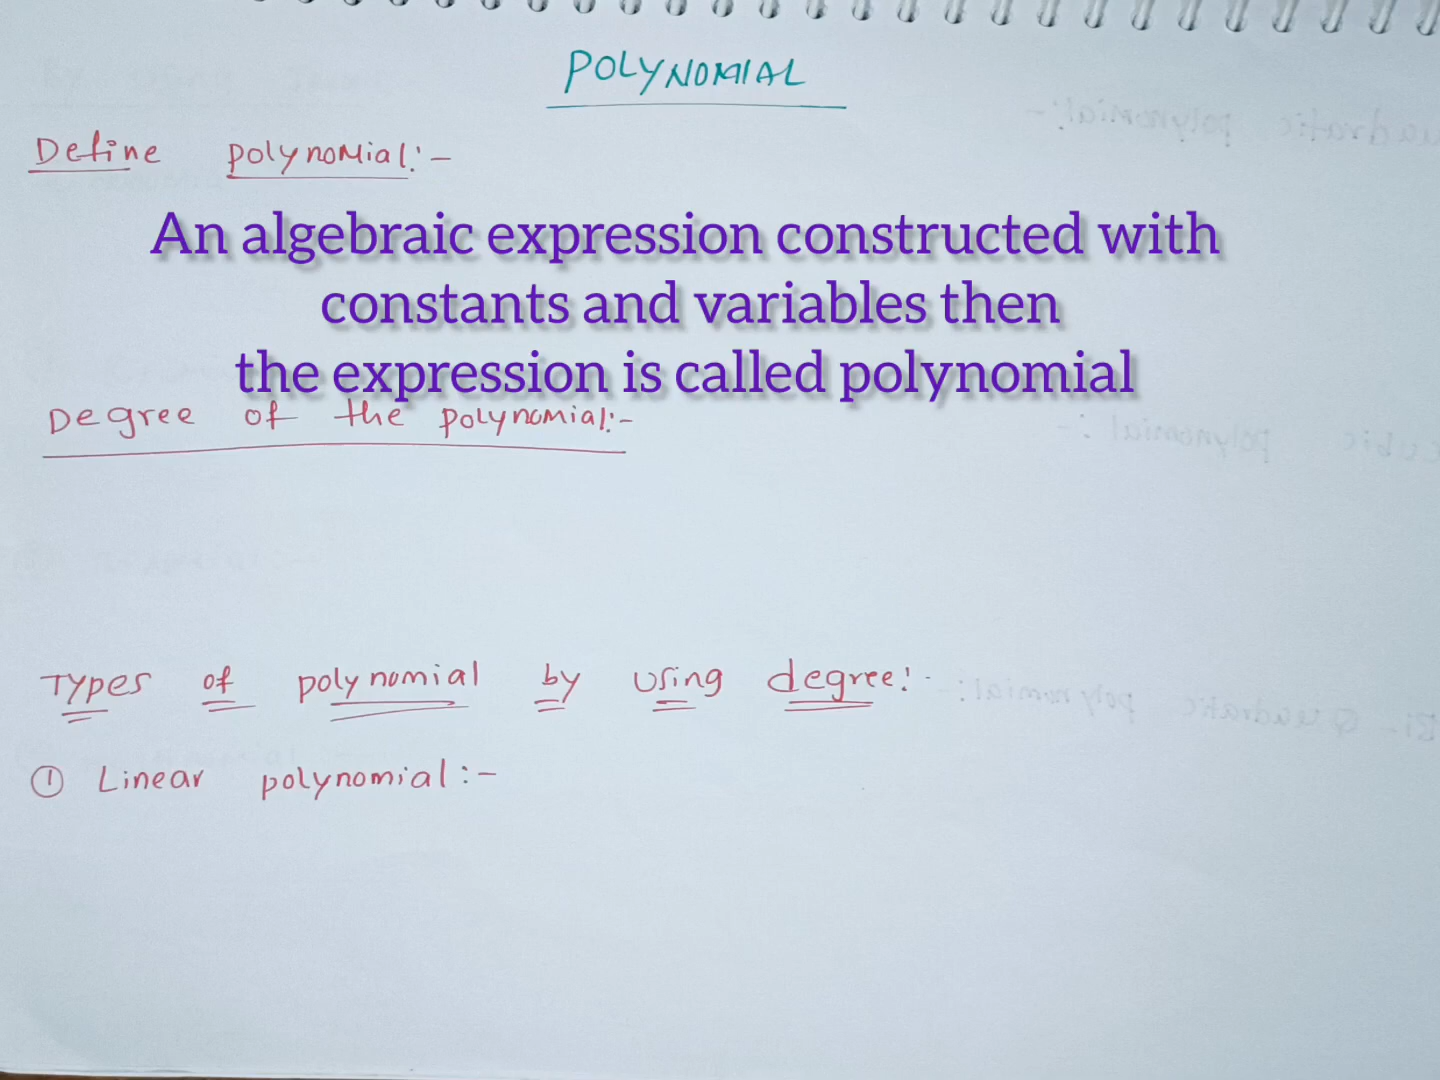 POLYNOMIAL
Define polynomial:-
An algebraic expression constructed with
constants and variables then
the expression is called polynomial
Degree of the polynomial:-
Types of polynomial by using degree:-
① Linear polynomial:-